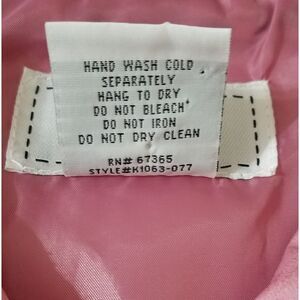 HAND WASH COLD
SEPARATELY
HANG TO DRY
DO NOT BLEACH
DO NOT IRON
DO NOT DRY CLEAN
RN# 67365
STYLE#K1063-077